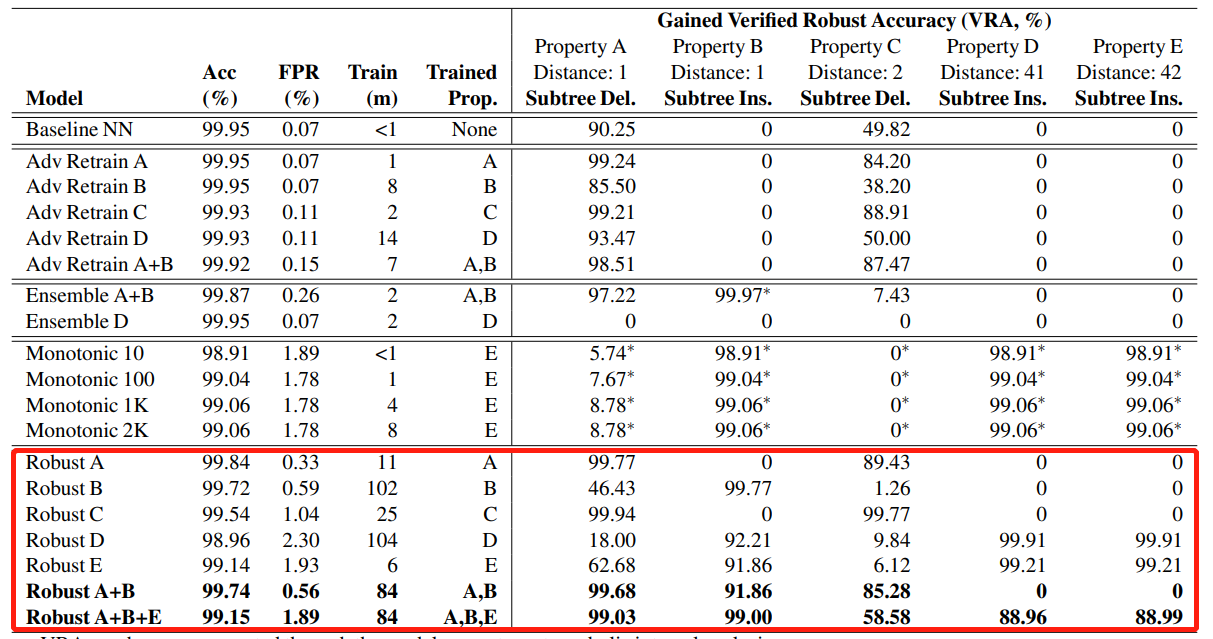 Gained Verified Robust Accuracy (VRA, %)
Property A Property B Property C Property D Property E
Acc FPR Train Trained Distance: 1 Distance: 1 Distance: 2 Distance: 41 Distance: 42
Model (%) (%) (m) Prop. Subtree Del. Subtree Ins. Subtree Del. Subtree Ins. Subtree Ins.
Baseline NN 99.95 0.07 <1 None 90.25 0 49.82 0 0
Adv Retrain A 99.95 0.07 1 A 99.24 0 84.20 0 0
Adv Retrain B 99.95 0.07 8 B 85.50 0 38.20 0 0
Adv Retrain C 99.93 0.11 2 C 99.21 0 88.91 0 0
Adv Retrain D 99.93 0.11 14 D 93.47 0 50.00 0 0
Adv Retrain A+B 99.92 0.15 7 A,B 98.51 0 87.47 0 0
Ensemble A+B 99.87 0.26 2 A,B 97.22 99.97* 7.43 0 0
Ensemble D 99.95 0.07 2 D 0 0 0 0 0
Monotonic 10 98.91 1.89 <1 E 5.74* 98.91* 0* 98.91* 98.91*
Monotonic 100 99.04 1.78 1 E 7.67* 99.04* 0* 99.04* 99.04*
Monotonic 1K 99.06 1.78 4 E 8.78* 99.06* 0* 99.06* 99.06*
Monotonic 2K 99.06 1.78 8 E 8.78* 99.06* 0* 99.06* 99.06*
Robust A 99.84 0.33 11 A 99.77 0 89.43 0 0
Robust B 99.72 0.59 102 B 46.43 99.77 1.26 0 0
Robust C 99.54 1.04 25 C 99.94 0 99.77 0 0
Robust D 98.96 2.30 104 D 18.00 92.21 9.84 99.91 99.91
Robust E 99.14 1.93 6 E 62.68 91.86 6.12 99.21 99.21
Robust A+B 99.74 0.56 84 A,B 99.68 91.86 85.28 0 0
Robust A+B+E 99.15 1.89 84 A,B,E 99.03 99.00 58.58 88.96 88.99